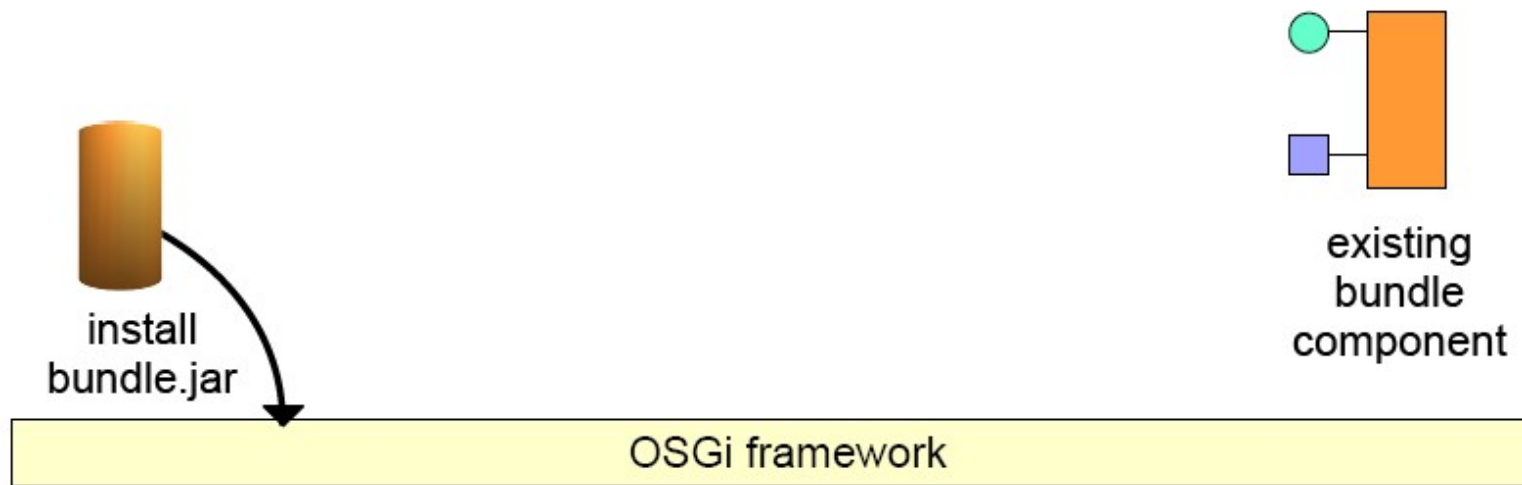 install
bundle.jar
existing
bundle
component
OSGi framework